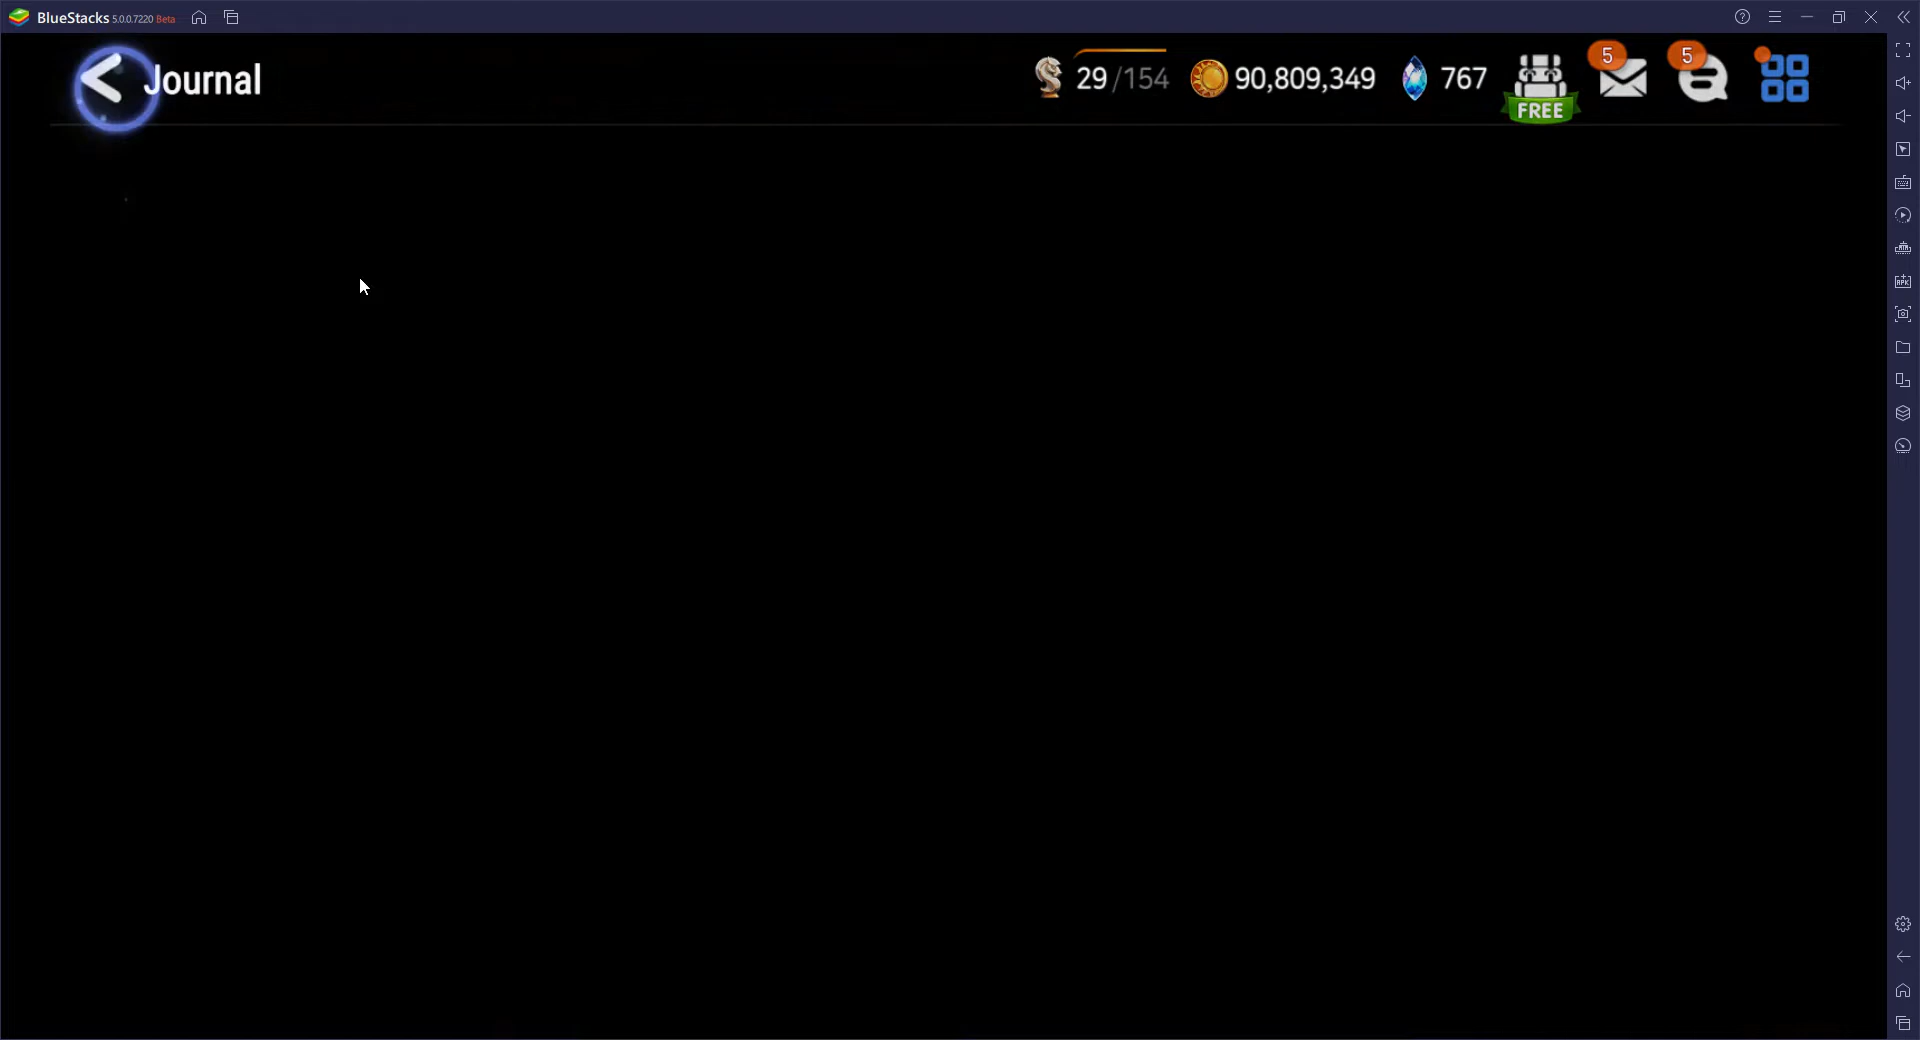 BlueStacks 5.0.0.7220 Beta
Journal
29 /154
90,809,349
767
FREE
5
5